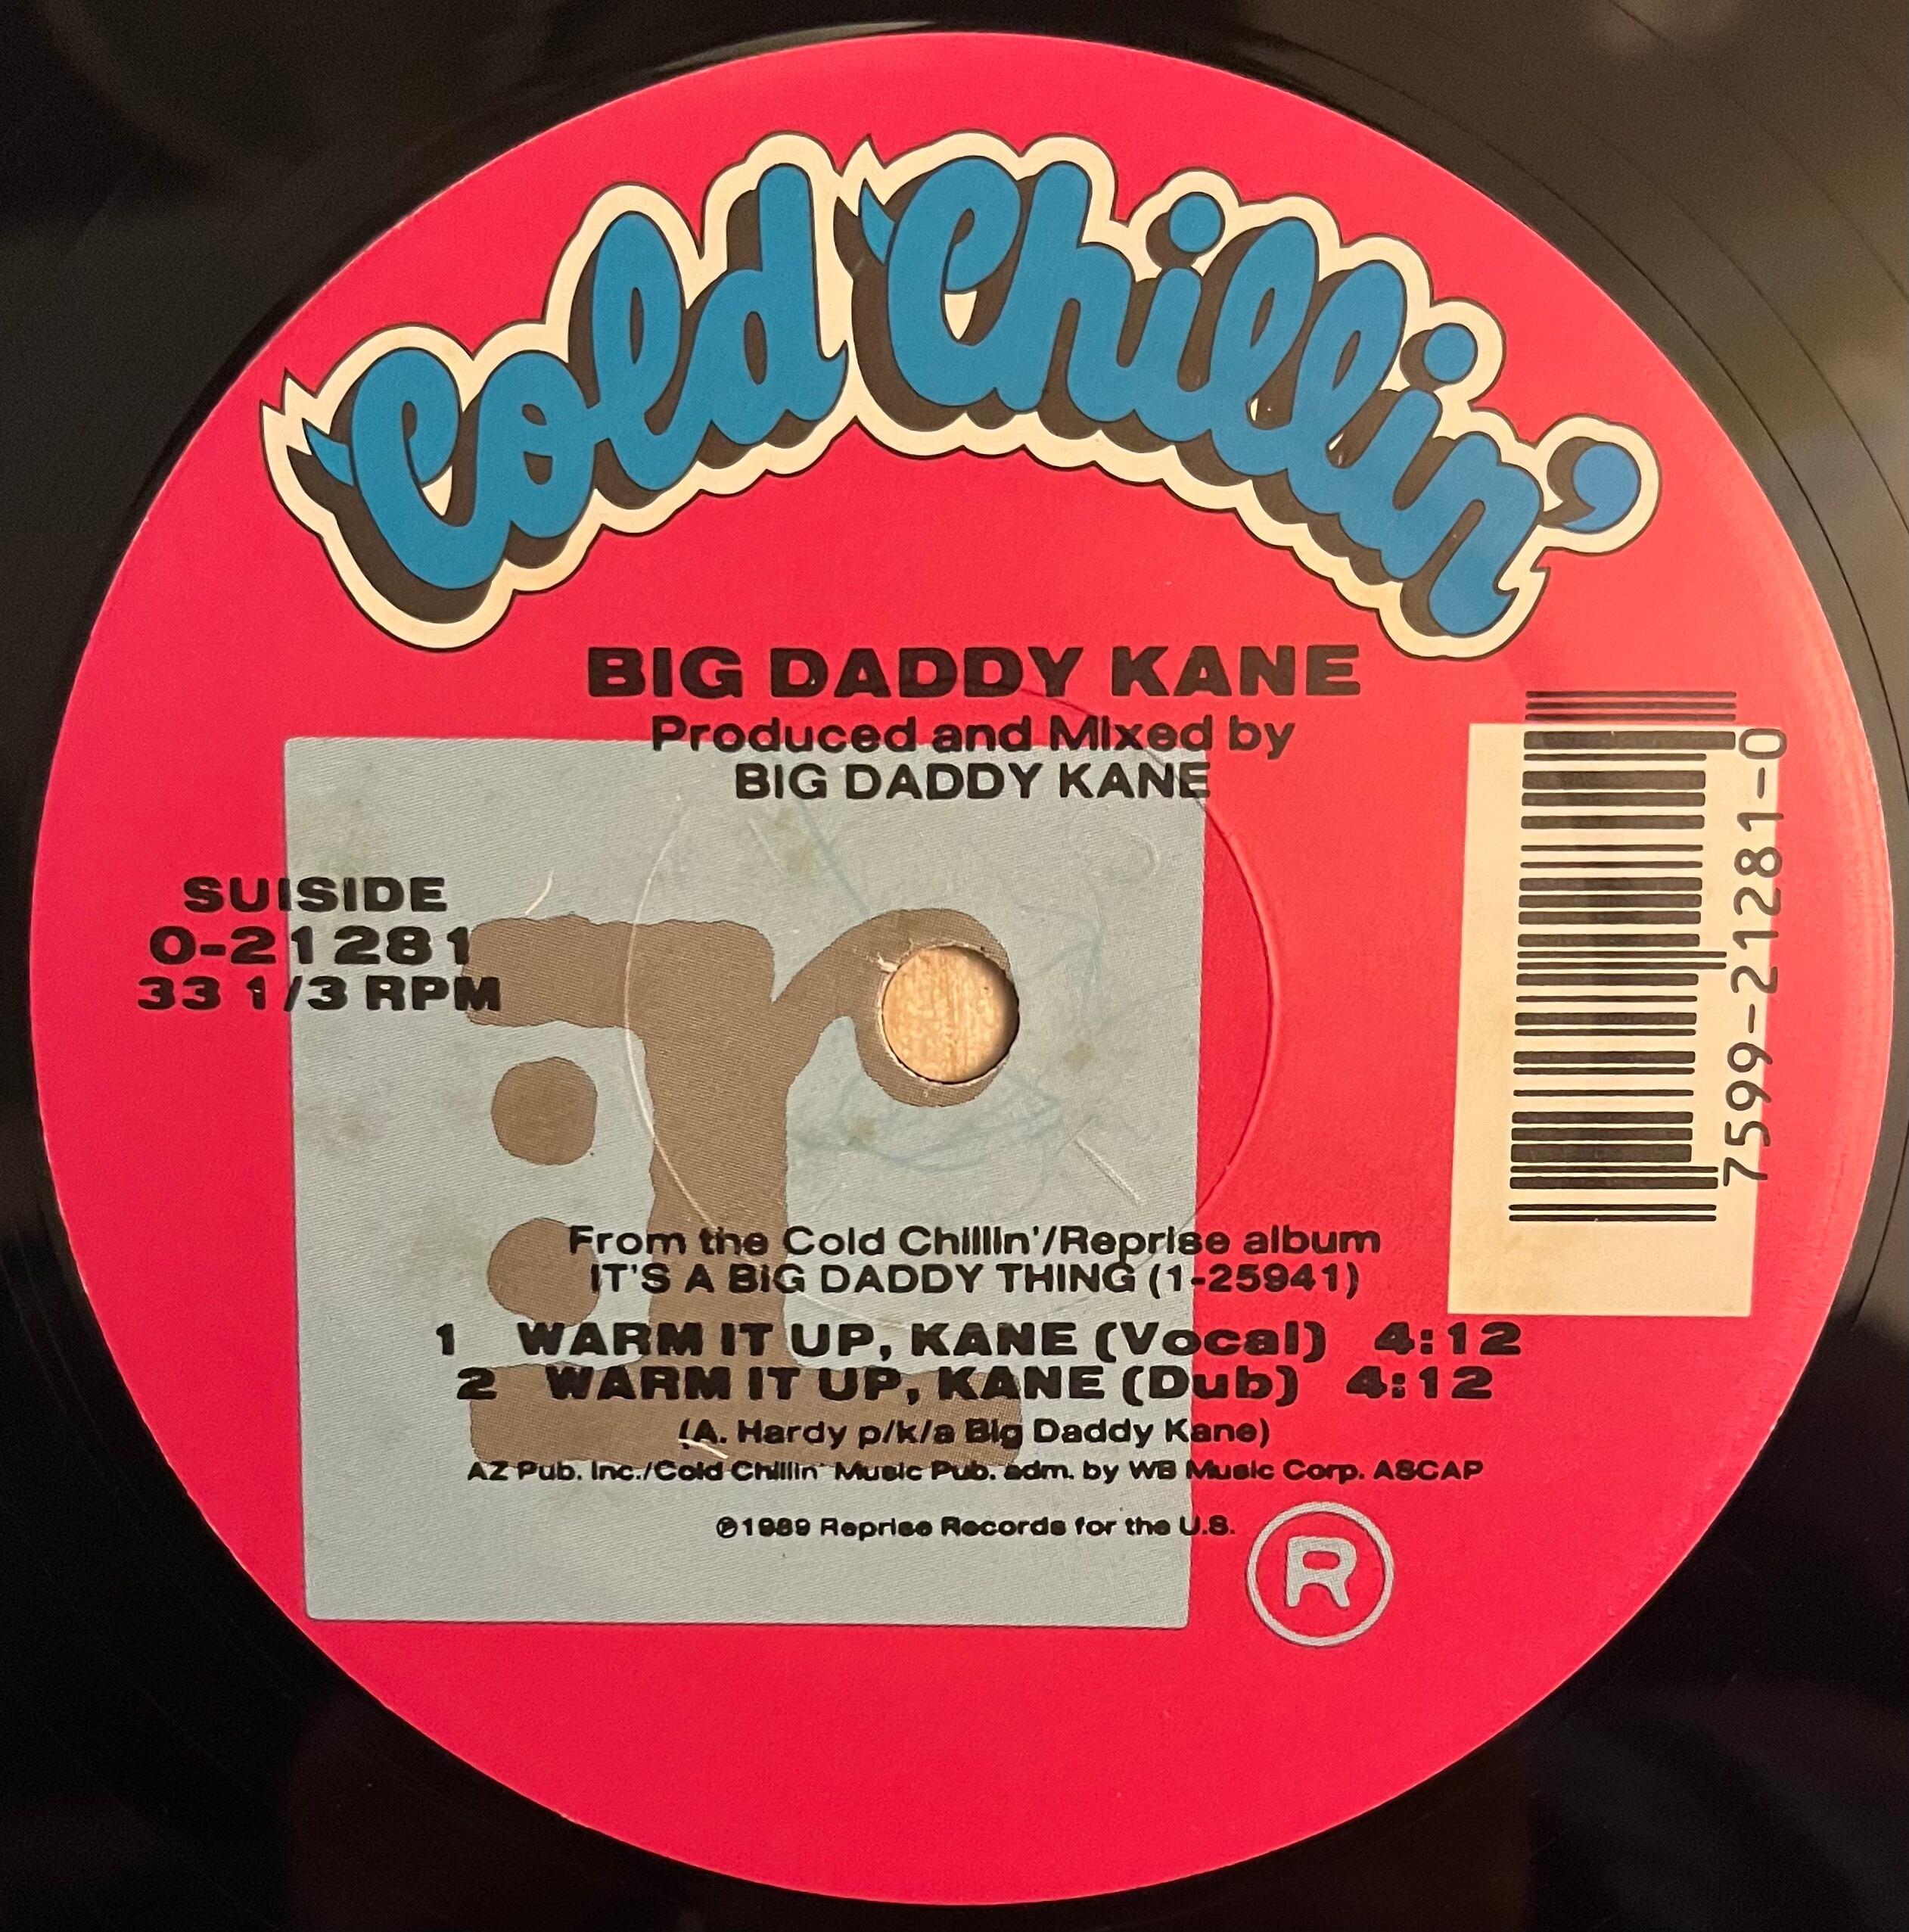 Cold Chillin'
BIG DADDY KANE
Produced and Mixed by
BIG DADDY KANE
SUISIDE
0-21281
33 1/3 RPM
7599-21281-0
r:
From the Cold Chillin'/Reprise album
IT'S A BIG DADDY THING (1-25941)
1 WARM IT UP, KANE (Vocal) 4:12
2 WARM IT UP, KANE (Dub) 4:12
(A. Hardy p/k/a Big Daddy Kane)
AZ Pub. Inc./Cold Chillin' Music Pub. adm. by WB Music Corp. ASCAP
℗1989 Reprise Records for the U.S.
R